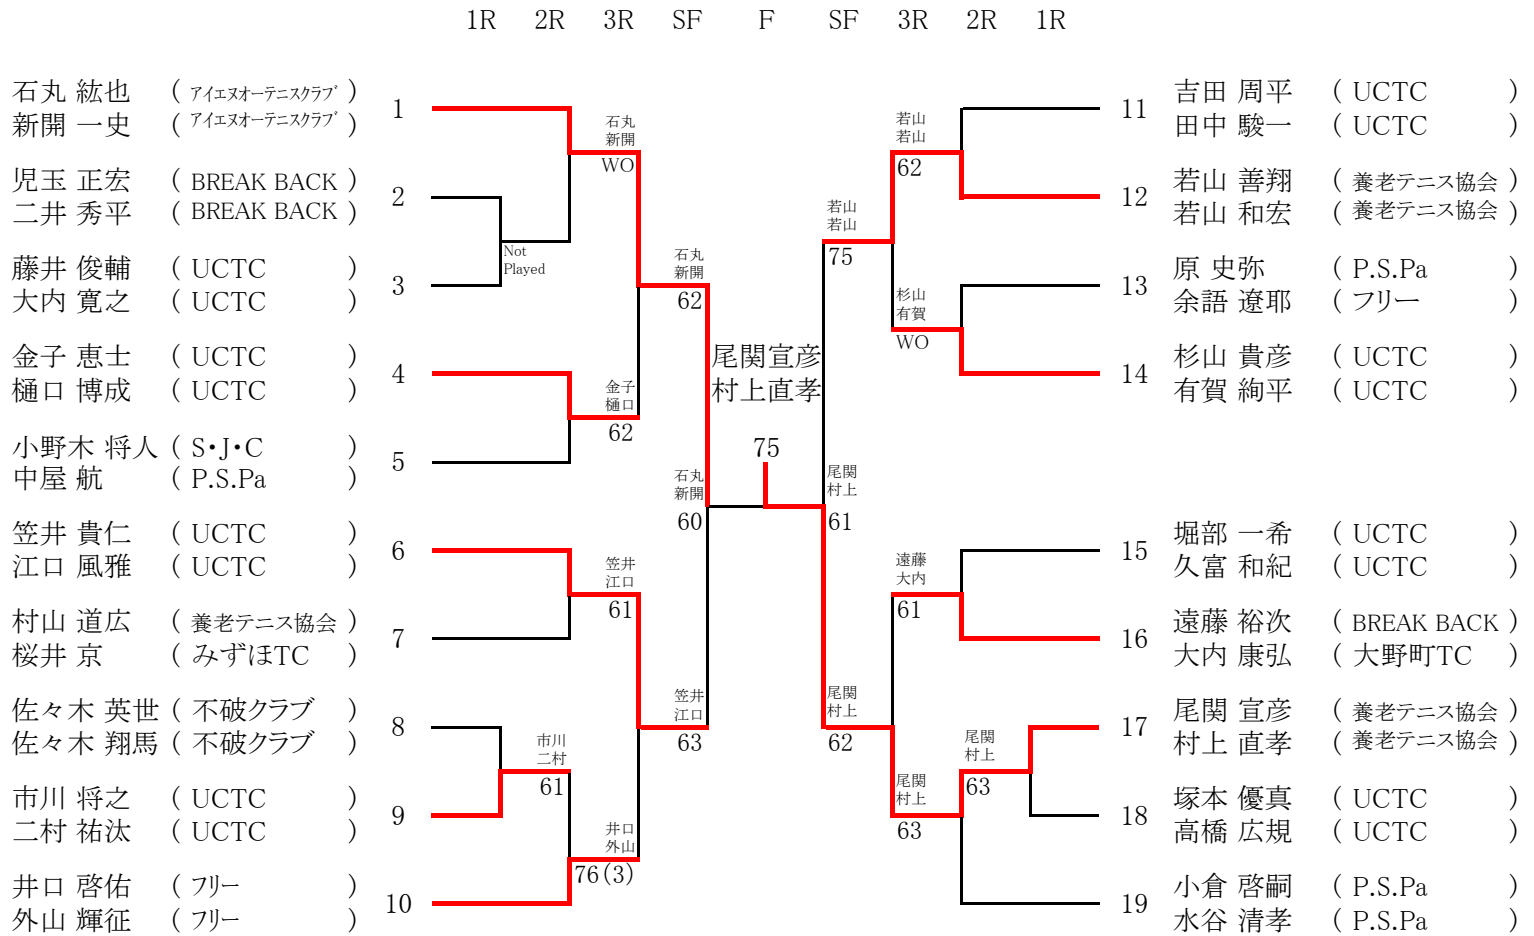 1R 2R 3R SF F SF 3R 2R 1R
石丸 紘也 ( アイエヌオーテニスクラブ )
新開 一史 ( アイエヌオーテニスクラブ )
1
児玉 正宏 ( BREAK BACK )
二井 秀平 ( BREAK BACK )
2
藤井 俊輔 ( UCTC )
大内 寛之 ( UCTC )
3
金子 恵士 ( UCTC )
樋口 博成 ( UCTC )
4
小野木 将人 ( S・J・C )
中屋 航 ( P.S.Pa )
5
笠井 貴仁 ( UCTC )
江口 風雅 ( UCTC )
6
村山 道広 ( 養老テニス協会 )
桜井 京 ( みずほTC )
7
佐々木 英世 ( 不破クラブ )
佐々木 翔馬 ( 不破クラブ )
8
市川 将之 ( UCTC )
二村 祐汰 ( UCTC )
9
井口 啓佑 ( フリー )
外山 輝征 ( フリー )
10
Not
Played
市川
二村
61
石丸
新開
WO
金子
樋口
62
笠井
江口
61
井口
外山
76(3)
石丸
新開
62
笠井
江口
63
石丸
新開
60
尾関宣彦
村上直孝
75
尾関
村上
61
若山
若山
75
尾関
村上
62
若山
若山
62
杉山
有賀
WO
遠藤
大内
61
尾関
村上
63
尾関
村上
63
11
吉田 周平 ( UCTC )
田中 駿一 ( UCTC )
12
若山 善翔 ( 養老テニス協会 )
若山 和宏 ( 養老テニス協会 )
13
原 史弥 ( P.S.Pa )
余語 遼耶 ( フリー )
14
杉山 貴彦 ( UCTC )
有賀 絢平 ( UCTC )
15
堀部 一希 ( UCTC )
久富 和紀 ( UCTC )
16
遠藤 裕次 ( BREAK BACK )
大内 康弘 ( 大野町TC )
17
尾関 宣彦 ( 養老テニス協会 )
村上 直孝 ( 養老テニス協会 )
18
塚本 優真 ( UCTC )
高橋 広規 ( UCTC )
19
小倉 啓嗣 ( P.S.Pa )
水谷 清孝 ( P.S.Pa )